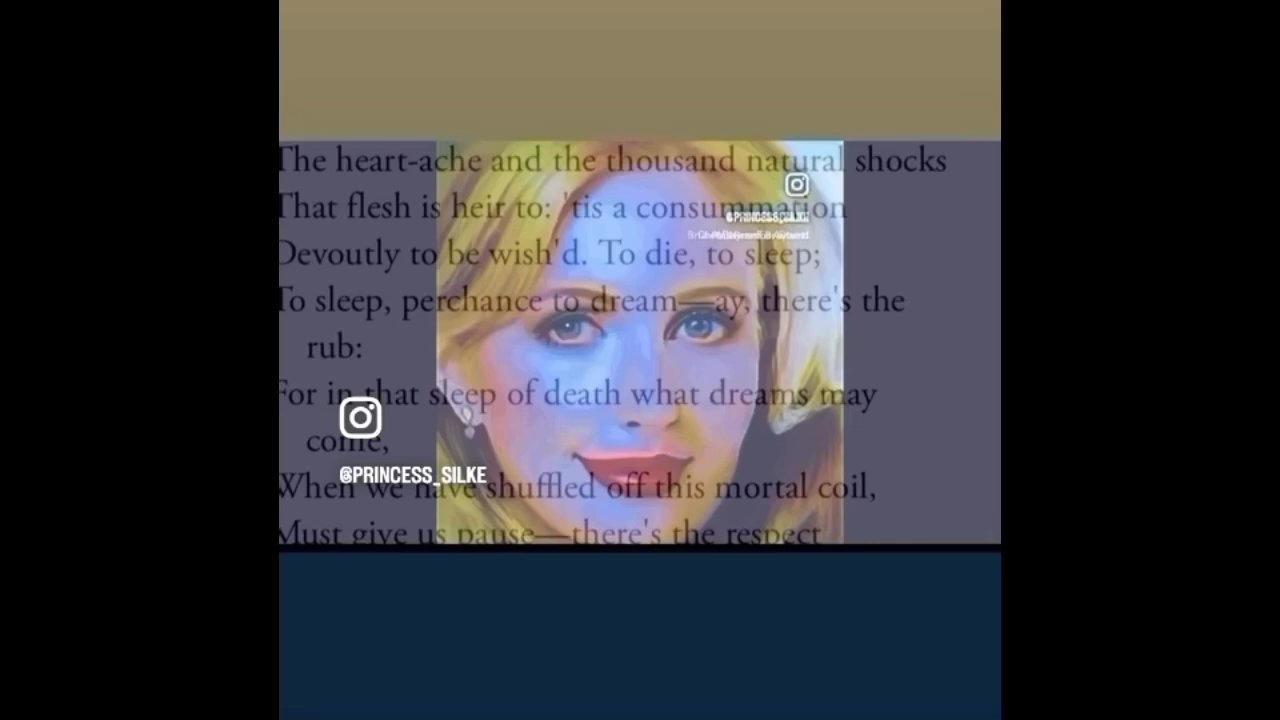 The heart-ache and the thousand natural shocks
That flesh is heir to: 'tis a consummation
@PRINCESS_SILKE
Devoutly to be wish'd. To die, to sleep;
To sleep, perchance to dream—ay, there's the
rub:
For in that sleep of death what dreams may
come,
@PRINCESS_SILKE
When we have shuffled off this mortal coil,
Must give us pause—there's the respect